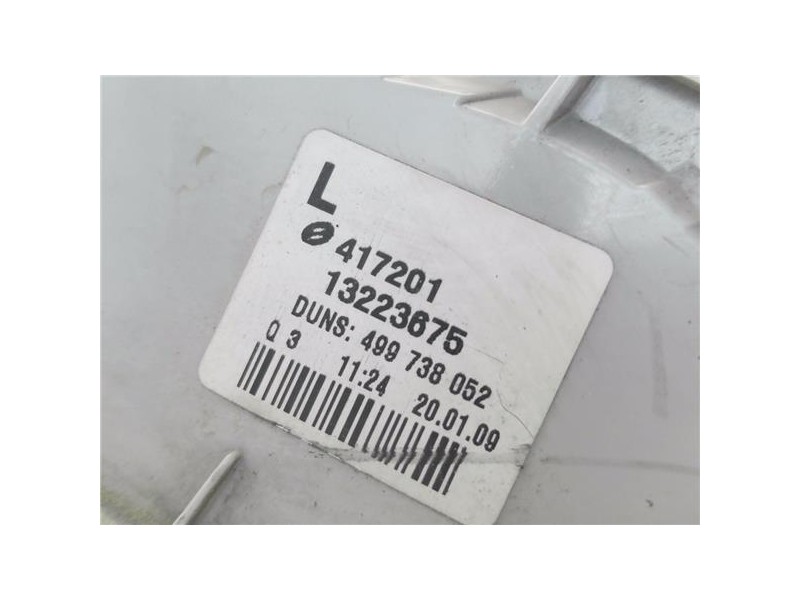 L
417201
13223675
DUNS: 499 738 052
Q 3 11:24 20.01.09